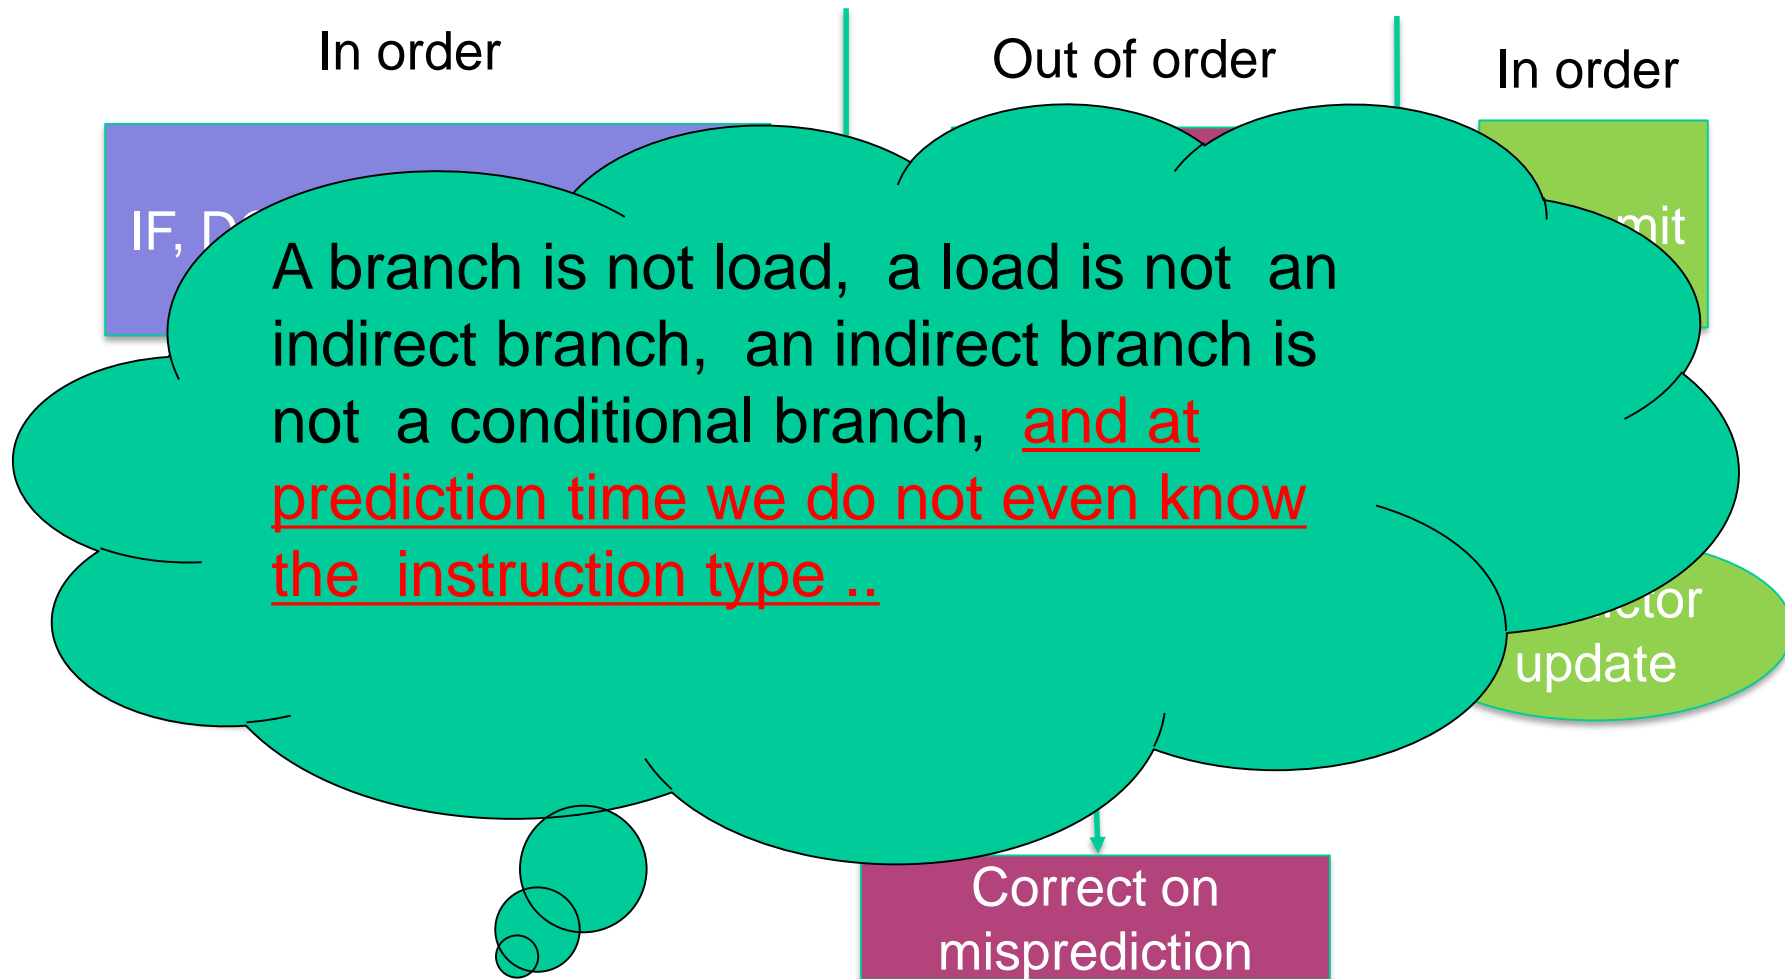 In order
Out of order
In order
IF,
A branch is not load, a load is not an
indirect branch, an indirect branch is
not a conditional branch, and at
prediction time we do not even know
the instruction type ..
update
Correct on
misprediction